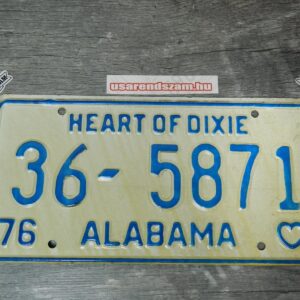 usarendszam.hu
HEART OF DIXIE
36-5871
76 ALABAMA